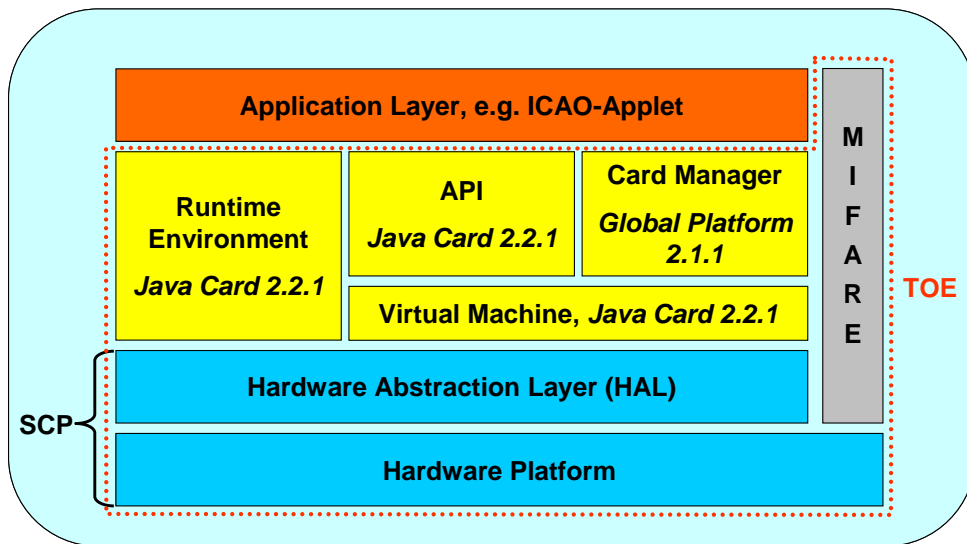 Application Layer, e.g. ICAO-Applet
M
I
F
A
R
E
Runtime
Environment
Java Card 2.2.1
API
Java Card 2.2.1
Card Manager
Global Platform
2.1.1
Virtual Machine, Java Card 2.2.1
TOE
Hardware Abstraction Layer (HAL)
SCP
Hardware Platform